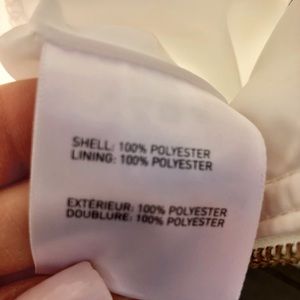 SHELL: 100% POLYESTER
LINING: 100% POLYESTER
EXTÉRIEUR: 100% POLYESTER
DOUBLURE: 100% POLYESTER